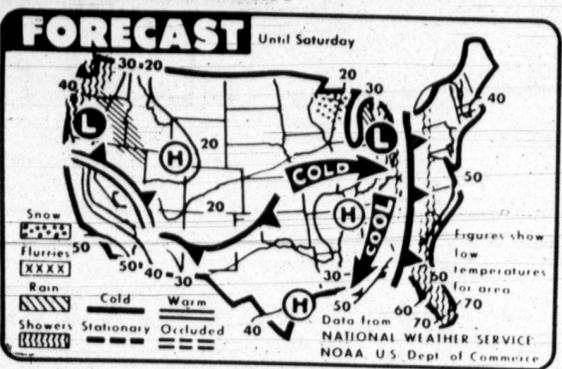 FORECAST
Until Saturday
30 20
40
L
H
20
20
20
30
L
40
COLD
50
H
COOL
Snow
Flurries
XXXX
Rain
Showers
50
50 40 30
Cold
Warm
Stationary
Occluded
H
40
30
50
Figures show
low
temperatures
for area
60
70
60
70
Data from
NATIONAL WEATHER SERVICE
NOAA, U.S. Dept of Commerce